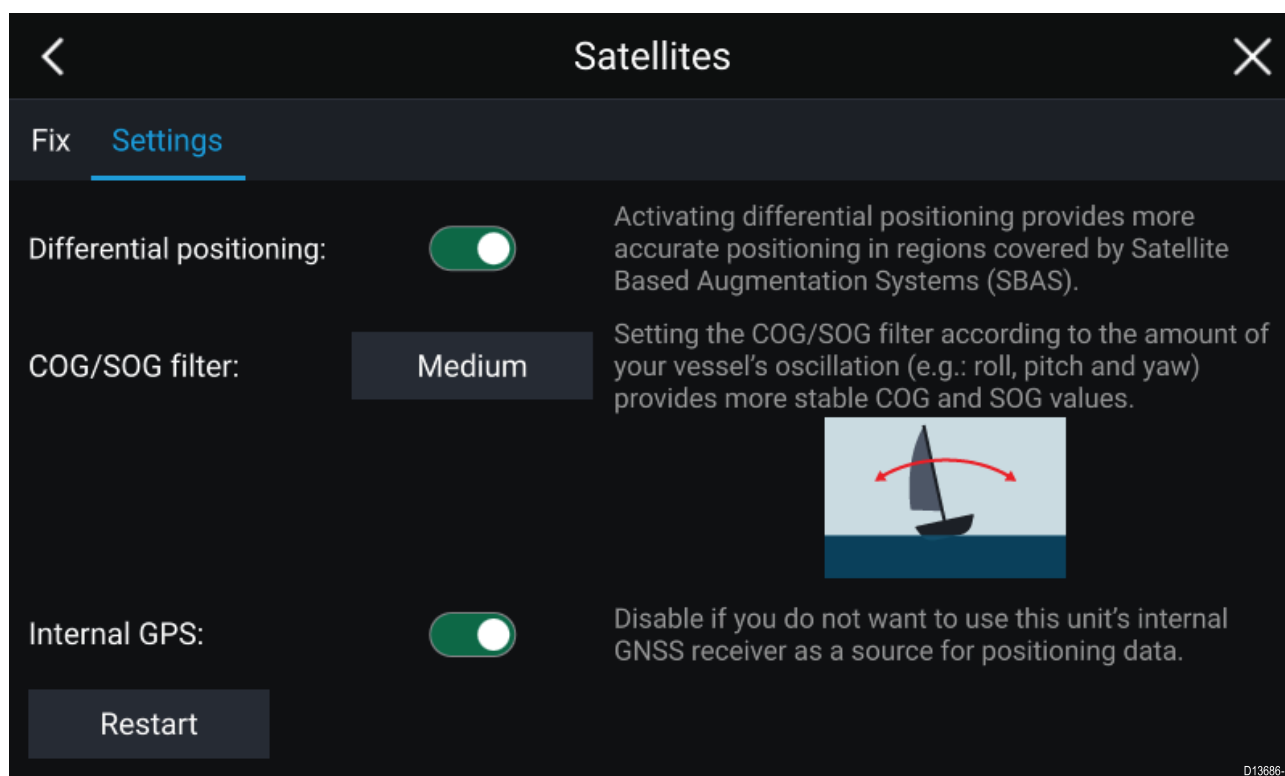 Satellites
Fix Settings
Differential positioning:
Activating differential positioning provides more
accurate positioning in regions covered by Satellite
Based Augmentation Systems (SBAS).
COG/SOG filter:
Medium
Setting the COG/SOG filter according to the amount of
your vessel's oscillation (e.g.: roll, pitch and yaw)
provides more stable COG and SOG values.
Internal GPS:
Disable if you do not want to use this unit's internal
GNSS receiver as a source for positioning data.
Restart
D13686-